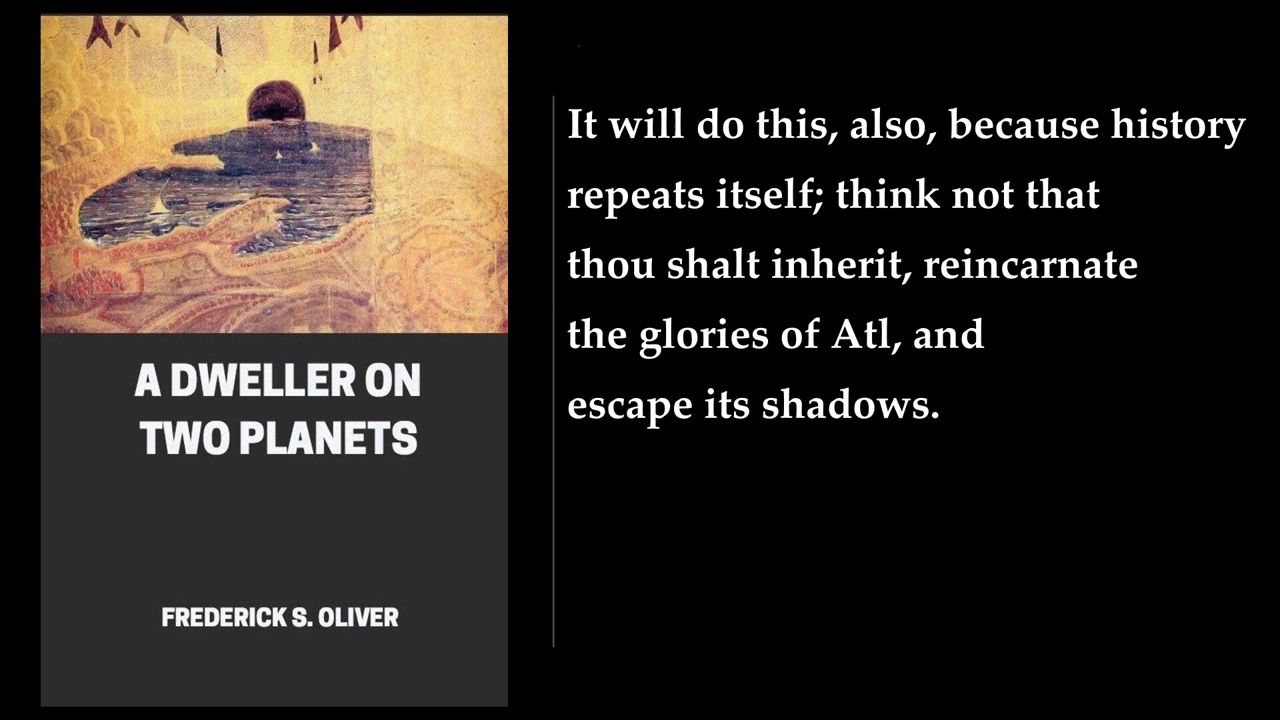 A DWELLER ON
TWO PLANETS
FREDERICK S. OLIVER
It will do this, also, because history
repeats itself; think not that
thou shalt inherit, reincarnate
the glories of Atl, and
escape its shadows.